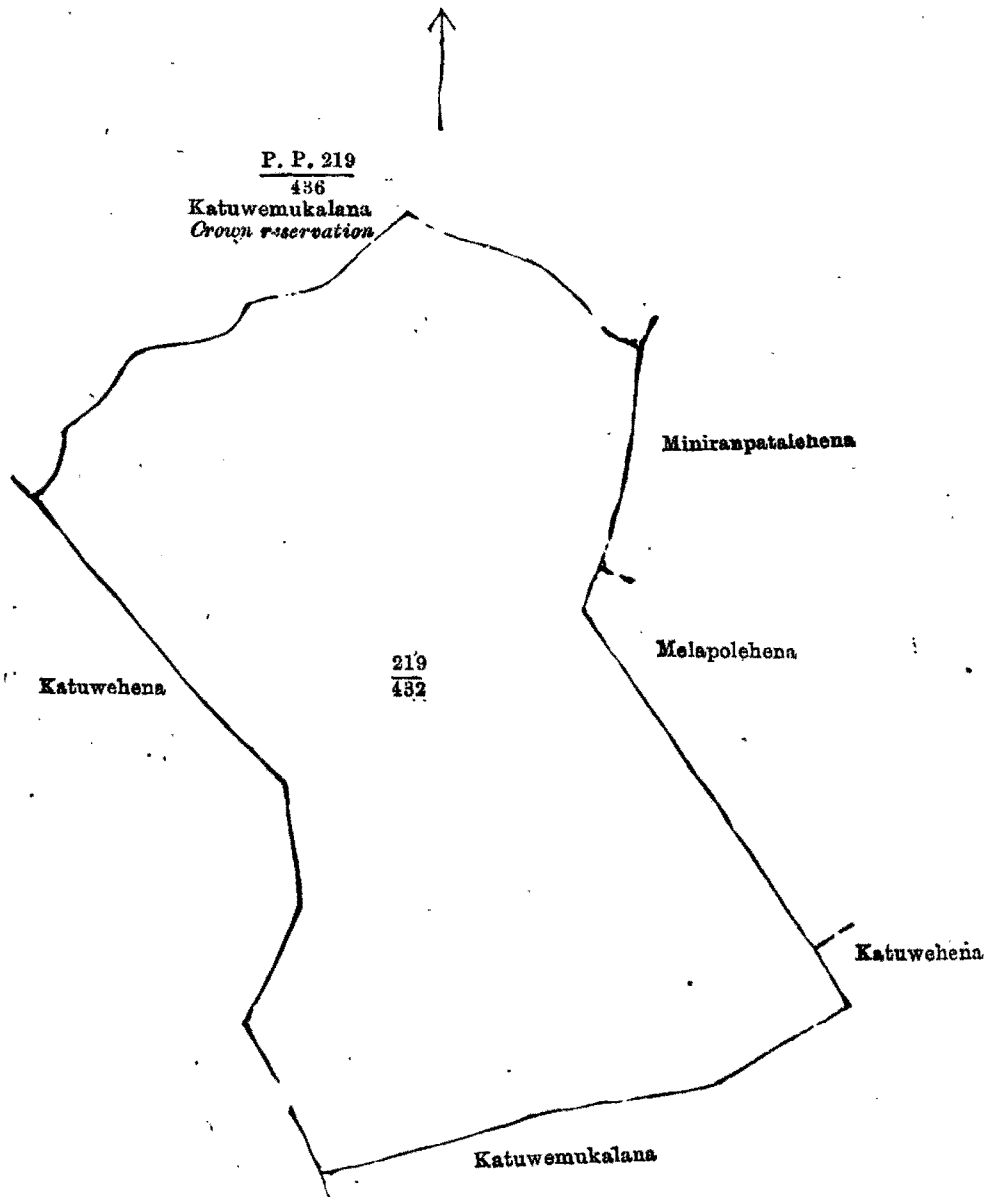 P. P. 219
436
Katuwemukalana
Crown reservation
Miniranpatalehena
Melapolehena
219
432
Katuwehena
Katuwehena
Katuwemukalana